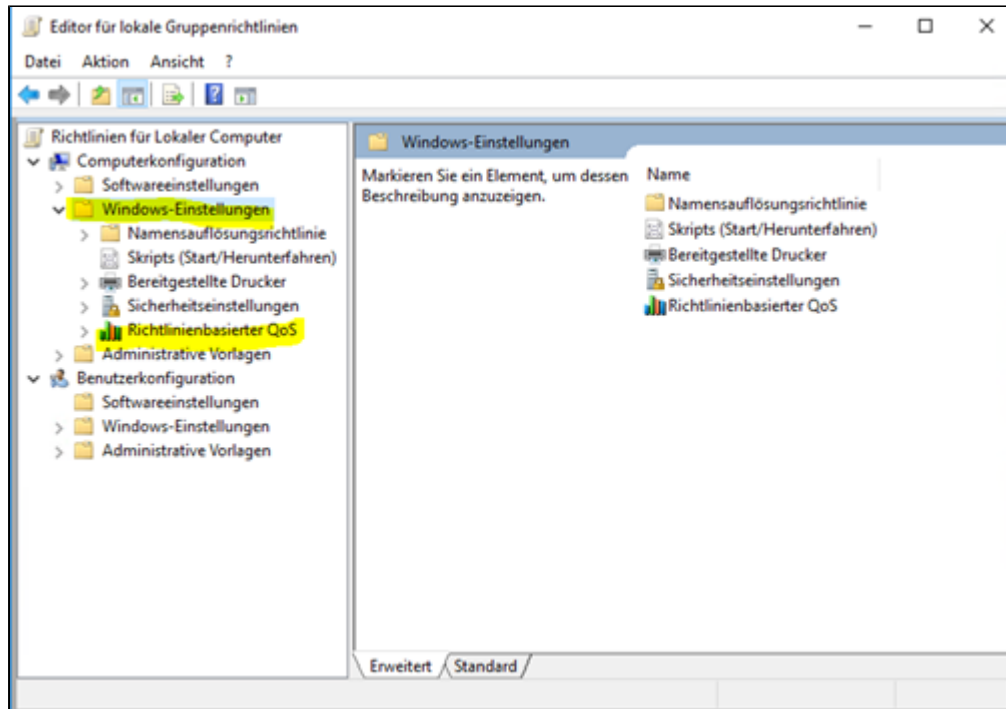 Editor für lokale Gruppenrichtlinien
Datei Aktion Ansicht ?
Richtlinien für Lokaler Computer
Computerkonfiguration
Softwareeinstellungen
Windows-Einstellungen
Namensauflösungsrichtlinie
Skripts (Start/Herunterfahren)
Bereitgestellte Drucker
Sicherheitseinstellungen
Richtlinienbasierter QoS
Administrative Vorlagen
Benutzerkonfiguration
Softwareeinstellungen
Windows-Einstellungen
Administrative Vorlagen
Windows-Einstellungen
Markieren Sie ein Element, um dessen
Beschreibung anzuzeigen.
Name
Namensauflösungsrichtlinie
Skripts (Start/Herunterfahren)
Bereitgestellte Drucker
Sicherheitseinstellungen
Richtlinienbasierter QoS
Erweitert Standard